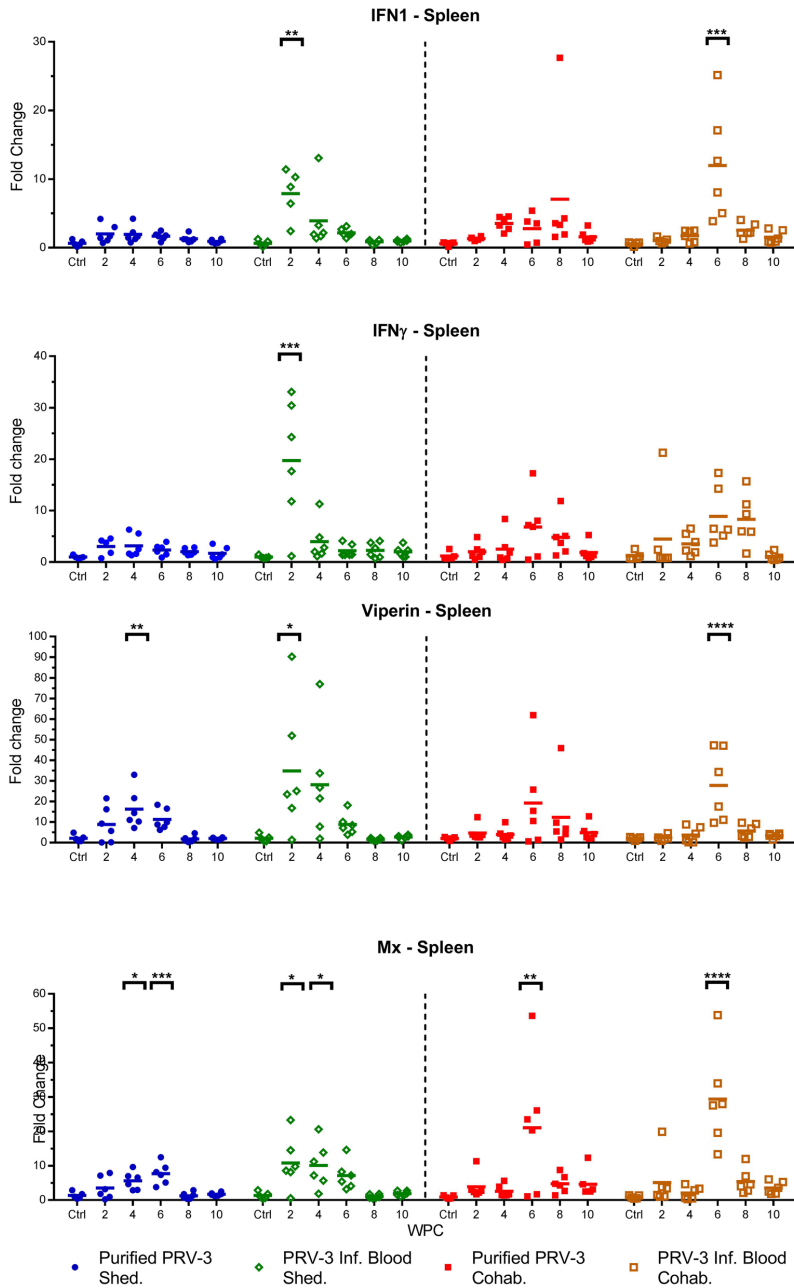 IFN1 - Spleen
** ***
30
20
10
0
Fold Change
Ctrl 2 4 6 8 10 Ctrl 2 4 6 8 10 Ctrl 2 4 6 8 10 Ctrl 2 4 6 8 10
IFNγ - Spleen
***
40
30
20
10
0
Fold change
Ctrl 2 4 6 8 10 Ctrl 2 4 6 8 10 Ctrl 2 4 6 8 10 Ctrl 2 4 6 8 10
Viperin - Spleen
** * ****
100
90
80
70
60
50
40
30
20
10
0
Fold change
Ctrl 2 4 6 8 10 Ctrl 2 4 6 8 10 Ctrl 2 4 6 8 10 Ctrl 2 4 6 8 10
Mx - Spleen
* *** * * ** ****
60
50
40
30
20
10
0
Fold Change
Ctrl 2 4 6 8 10 Ctrl 2 4 6 8 10 Ctrl 2 4 6 8 10 Ctrl 2 4 6 8 10
WPC
Purified PRV-3 Shed.
PRV-3 Inf. Blood Shed.
Purified PRV-3 Cohab.
PRV-3 Inf. Blood Cohab.